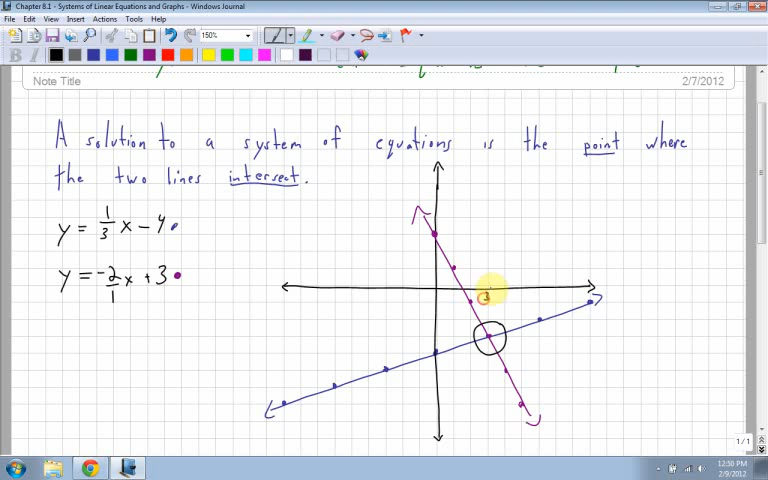 Chapter 8.1 - Systems of Linear Equations and Graphs - Windows Journal
File Edit View Insert Actions Tools Help
150%
B I
Note Title
2/7/2012
A solution to a system of equations is the point where
the two lines intersect.
y = 1/3 x - 4
y = -2/1 x + 3
3
1 / 1
12:50 PM
2/9/2012